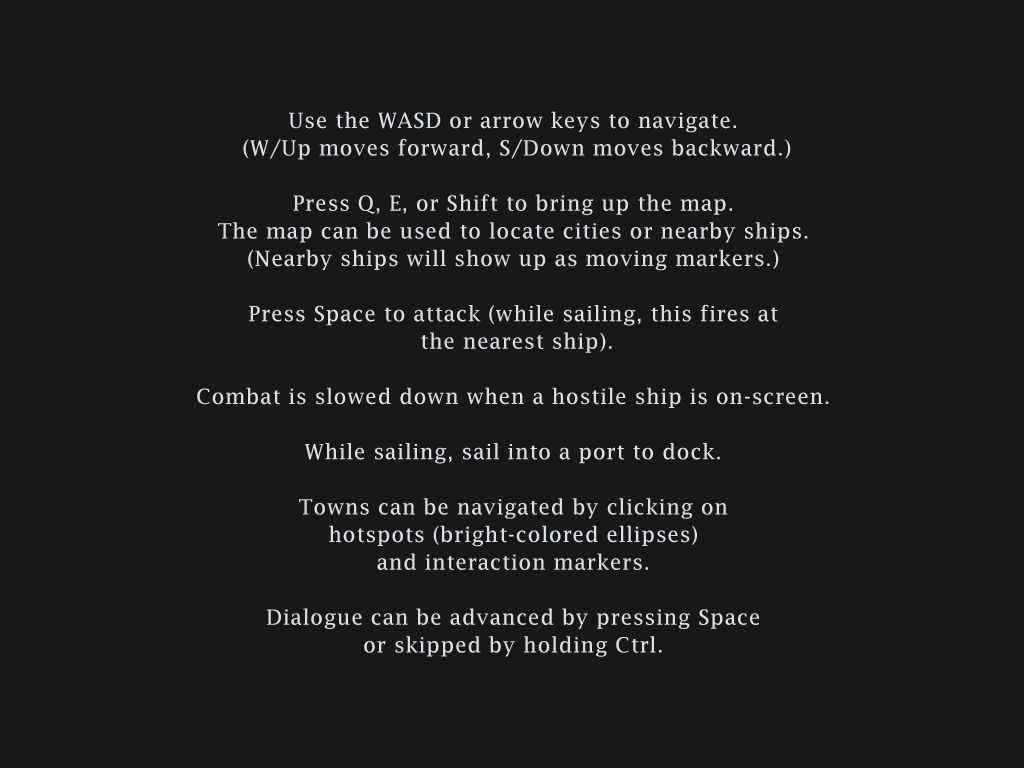 Use the WASD or arrow keys to navigate.
(W/Up moves forward, S/Down moves backward.)
Press Q, E, or Shift to bring up the map.
The map can be used to locate cities or nearby ships.
(Nearby ships will show up as moving markers.)
Press Space to attack (while sailing, this fires at
the nearest ship).
Combat is slowed down when a hostile ship is on-screen.
While sailing, sail into a port to dock.
Towns can be navigated by clicking on
hotspots (bright-colored ellipses)
and interaction markers.
Dialogue can be advanced by pressing Space
or skipped by holding Ctrl.